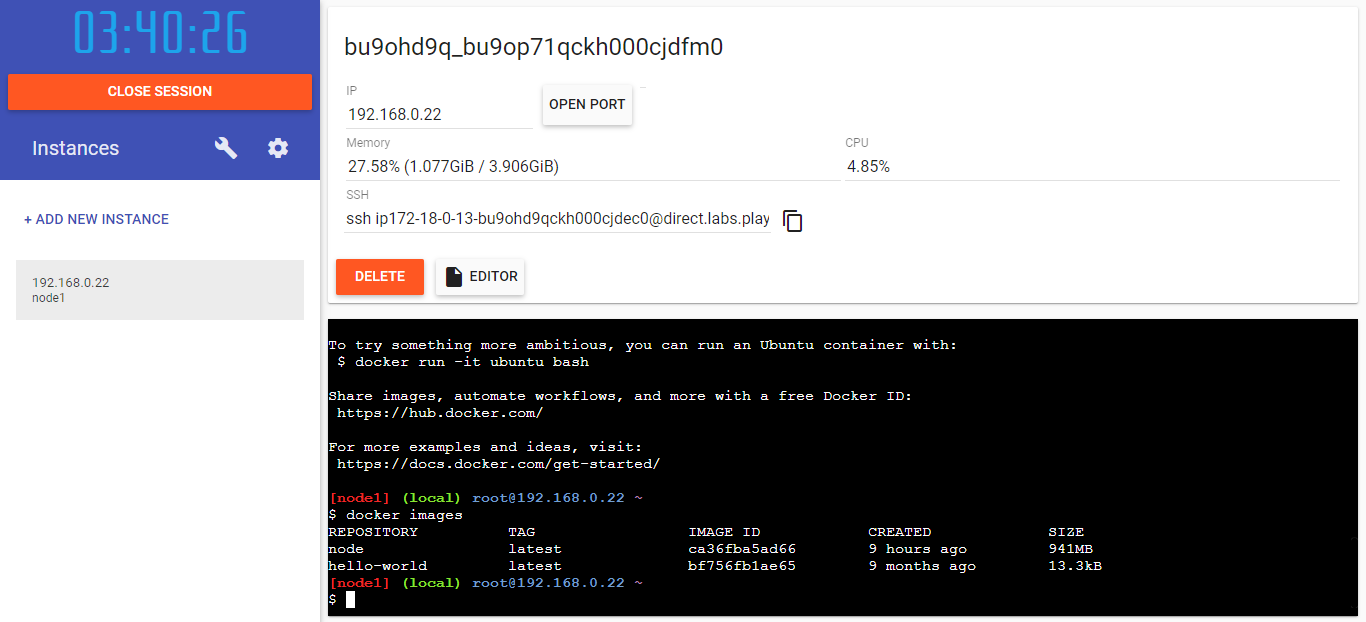 03:40:26
CLOSE SESSION
Instances
+ ADD NEW INSTANCE
192.168.0.22
node1
bu9ohd9q_bu9op71qckh000cjdfm0
IP
192.168.0.22
OPEN PORT
Memory
27.58% (1.077GiB / 3.906GiB)
CPU
4.85%
SSH
ssh ip172-18-0-13-bu9ohd9qckh000cjdec0@direct.labs.play
DELETE
EDITOR
To try something more ambitious, you can run an Ubuntu container with:
$ docker run -it ubuntu bash
Share images, automate workflows, and more with a free Docker ID:
https://hub.docker.com/
For more examples and ideas, visit:
https://docs.docker.com/get-started/
[node1] (local) root@192.168.0.22 ~
$ docker images
REPOSITORY TAG IMAGE ID CREATED SIZE
node latest ca36fba5ad66 9 hours ago 941MB
hello-world latest bf756fb1ae65 9 months ago 13.3kB
[node1] (local) root@192.168.0.22 ~
$